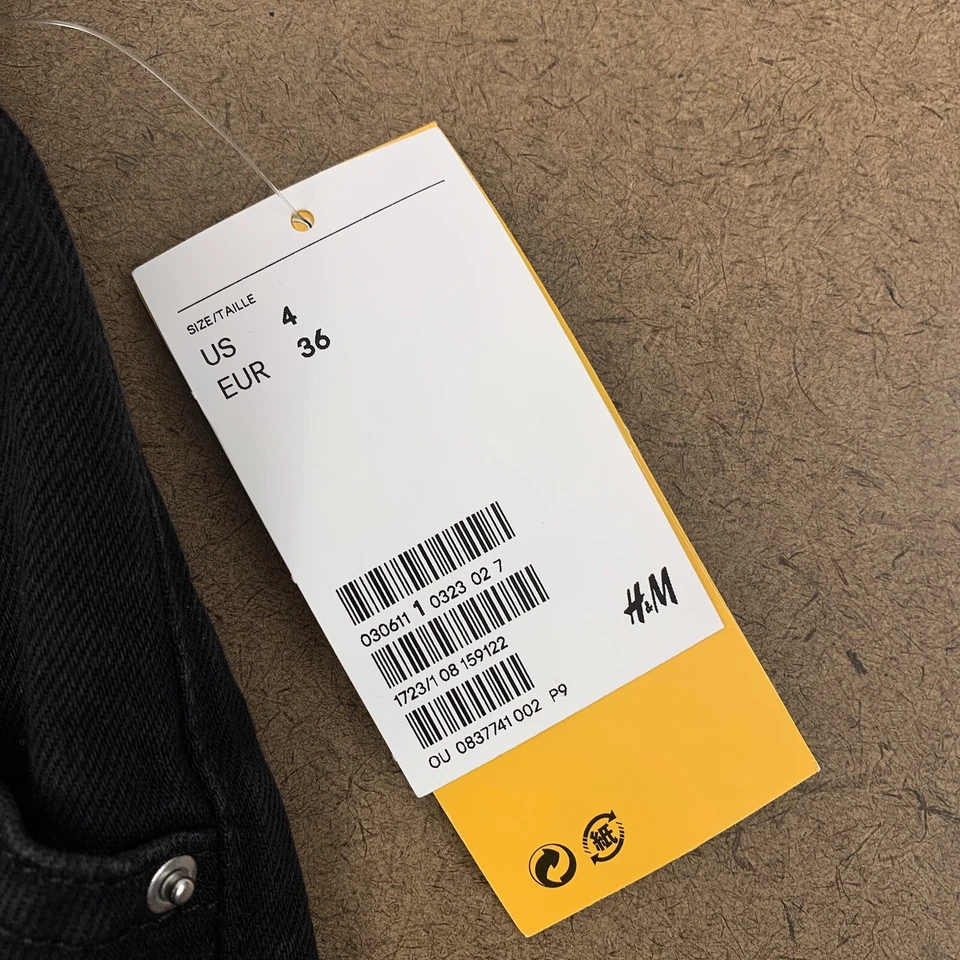 SIZE/TAILLE
US 4
EUR 36
030611 1 0323 02 7
1723/1 08 159122
OU 0837741 002 P9
H&M
紙